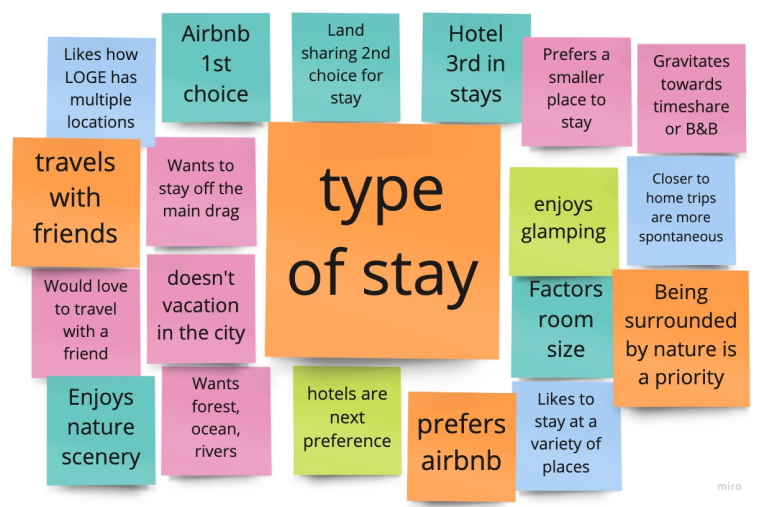 Likes how
LOGE has
multiple
locations
Airbnb
1st
choice
Land
sharing 2nd
choice for
stay
Hotel
3rd in
stays
Prefers a
smaller
place to
stay
Gravitates
towards
timeshare
or B&B
travels
with
friends
Wants to
stay off the
main drag
type
of stay
enjoys
glamping
Closer to
home trips
are more
spontaneous
Would love
to travel
with a
friend
doesn't
vacation
in the city
Factors
room
size
Being
surrounded
by nature is
a priority
Enjoys
nature
scenery
Wants
forest,
ocean,
rivers
hotels are
next
preference
prefers
airbnb
Likes to
stay at a
variety of
places
miro